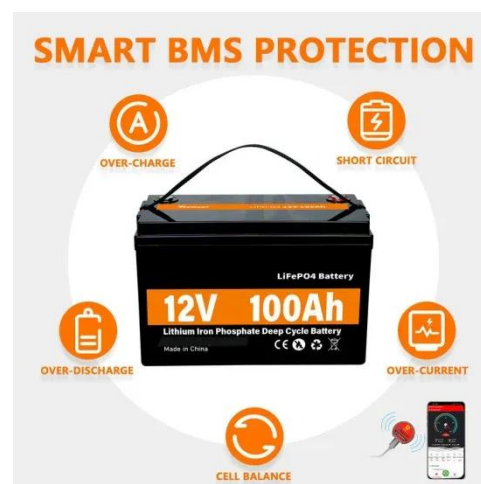 SMART BMS PROTECTION
OVER-CHARGE
SHORT CIRCUIT
LiFePO4 Battery
12V 100Ah
Lithium Iron Phosphate Deep Cycle Battery
Made in China
CE
OVER-DISCHARGE
OVER-CURRENT
CELL BALANCE